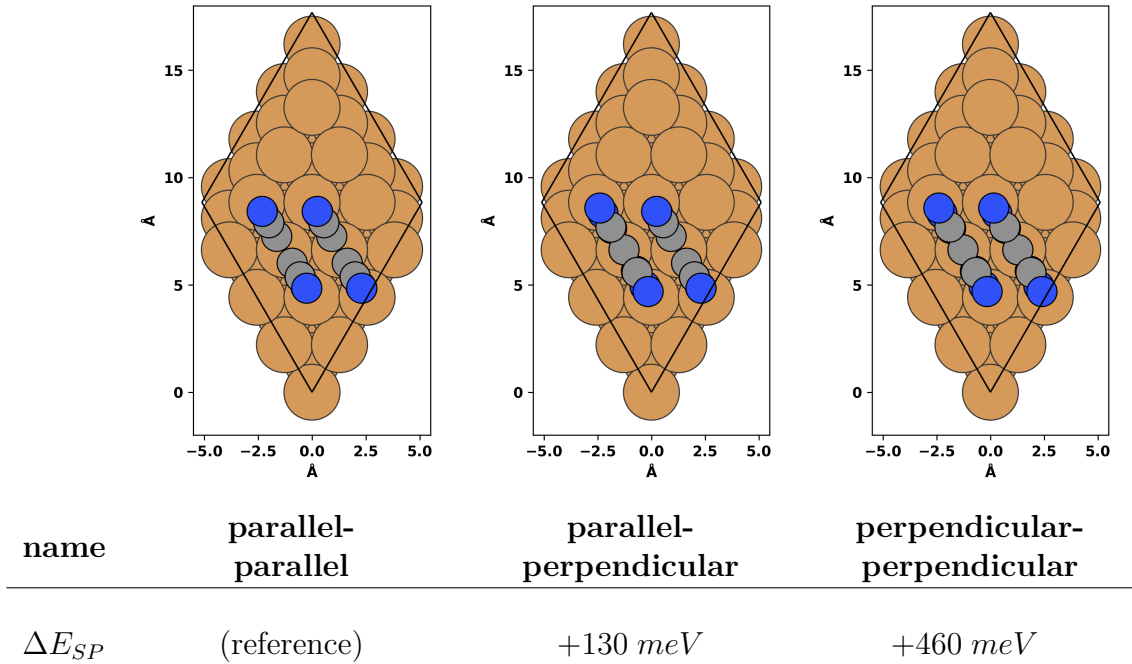 15
10
5
0
Å
−5.0 −2.5 0.0 2.5 5.0
Å
15
10
5
0
Å
−5.0 −2.5 0.0 2.5 5.0
Å
15
10
5
0
Å
−5.0 −2.5 0.0 2.5 5.0
Å
name
parallel-
parallel
parallel-
perpendicular
perpendicular-
perpendicular
ΔE_{SP} (reference) +130 meV +460 meV